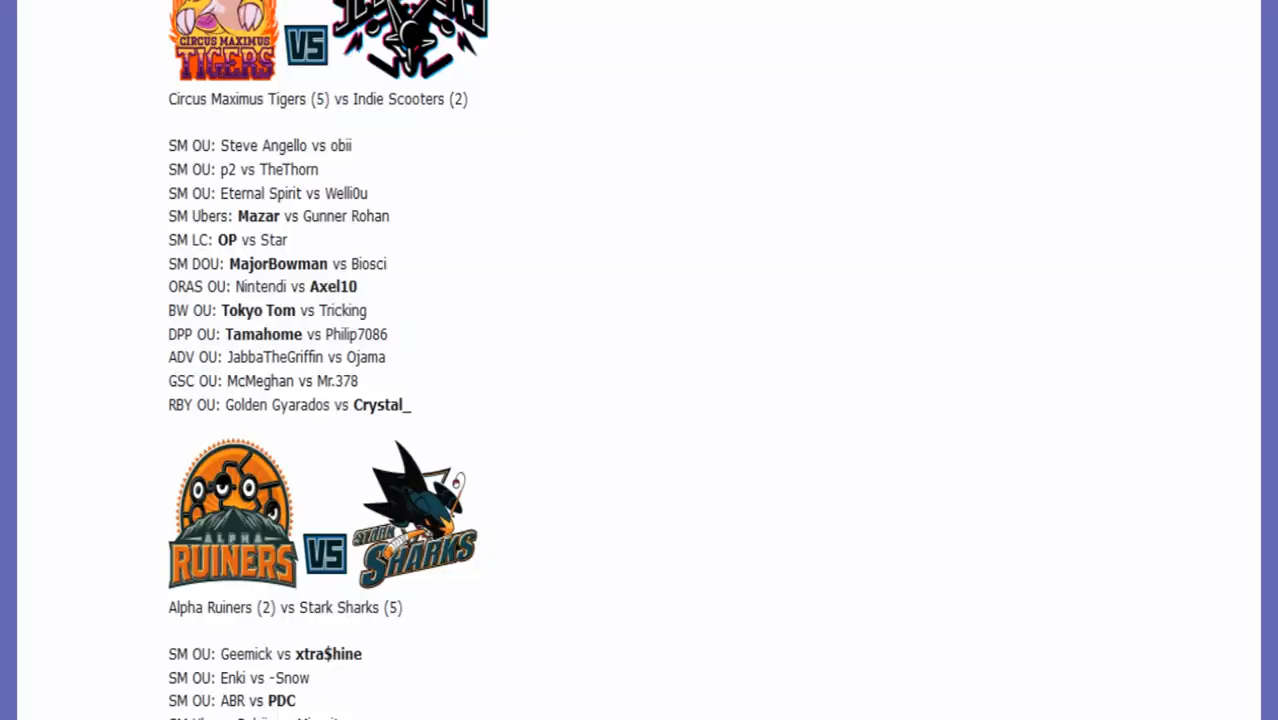 CIRCUS MAXIMUS
TIGERS
VS
Circus Maximus Tigers (5) vs Indie Scooters (2)
SM OU: Steve Angello vs obii
SM OU: p2 vs TheThorn
SM OU: Eternal Spirit vs Welli0u
SM Ubers: Mazar vs Gunner Rohan
SM LC: OP vs Star
SM DOU: MajorBowman vs Biosci
ORAS OU: Nintendi vs Axel10
BW OU: Tokyo Tom vs Tricking
DPP OU: Tamahome vs Philip7086
ADV OU: JabbaTheGriffin vs Ojama
GSC OU: McMeghan vs Mr.378
RBY OU: Golden Gyarados vs Crystal_
ALPHA
RUINERS
VS
STARK
SHARKS
Alpha Ruiners (2) vs Stark Sharks (5)
SM OU: Geemick vs xtra$hine
SM OU: Enki vs -Snow
SM OU: ABR vs PDC